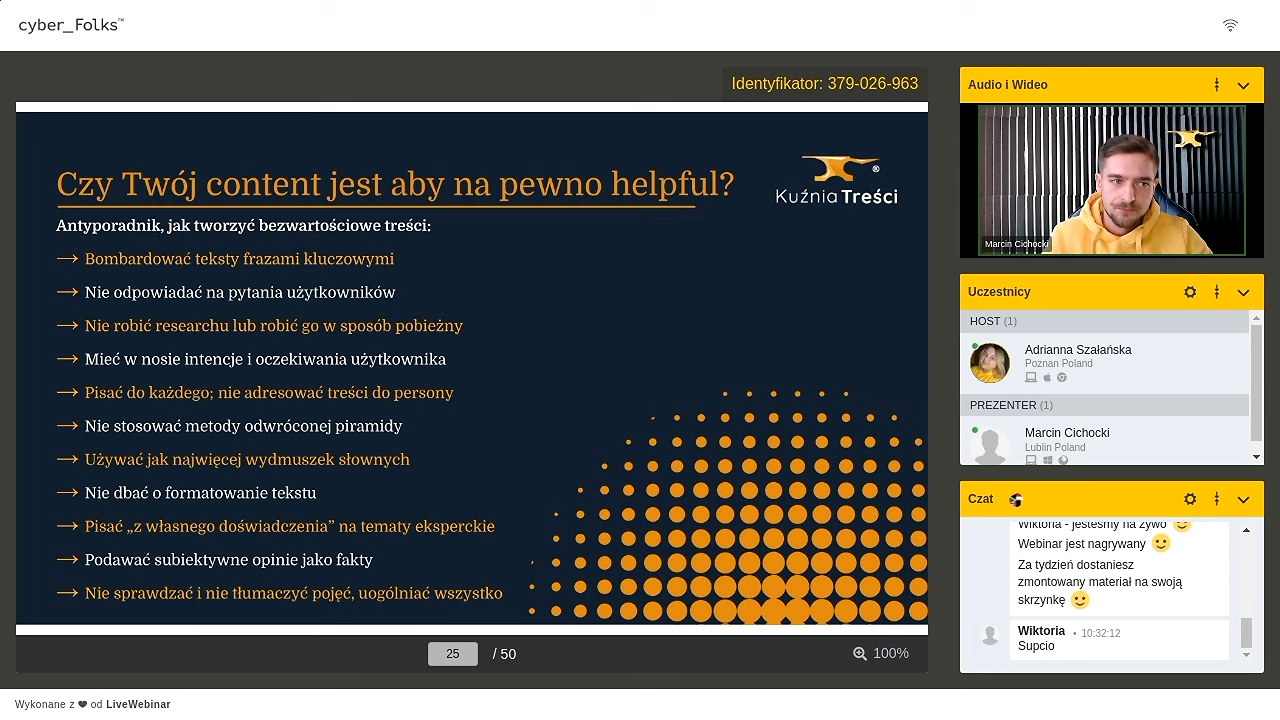 cyber_Folks™
Identyfikator: 379-026-963
Czy Twój content jest aby na pewno helpful?
Kuźnia Treści ®
Antyporadnik, jak tworzyć bezwartościowe treści:
→ Bombardować teksty frazami kluczowymi
→ Nie odpowiadać na pytania użytkowników
→ Nie robić researchu lub robić go w sposób pobieżny
→ Mieć w nosie intencje i oczekiwania użytkownika
→ Pisać do każdego; nie adresować treści do persony
→ Nie stosować metody odwróconej piramidy
→ Używać jak najwięcej wydmuszek słownych
→ Nie dbać o formatowanie tekstu
→ Pisać „z własnego doświadczenia” na tematy eksperckie
→ Podawać subiektywne opinie jako fakty
→ Nie sprawdzać i nie tłumaczyć pojęć, uogólniać wszystko
25 / 50
100%
Audio i Wideo
Marcin Cichocki
Uczestnicy
HOST (1)
Adrianna Szałańska
Poznan Poland
PREZENTER (1)
Marcin Cichocki
Lublin Poland
Czat
Wiktoria - jesteśmy na żywo 🙂
Webinar jest nagrywany 🙂
Za tydzień dostaniesz
zmontowany materiał na swoją
skrzynkę 🙂
Wiktoria • 10:32:12
Supcio
Wykonane z ❤ od LiveWebinar